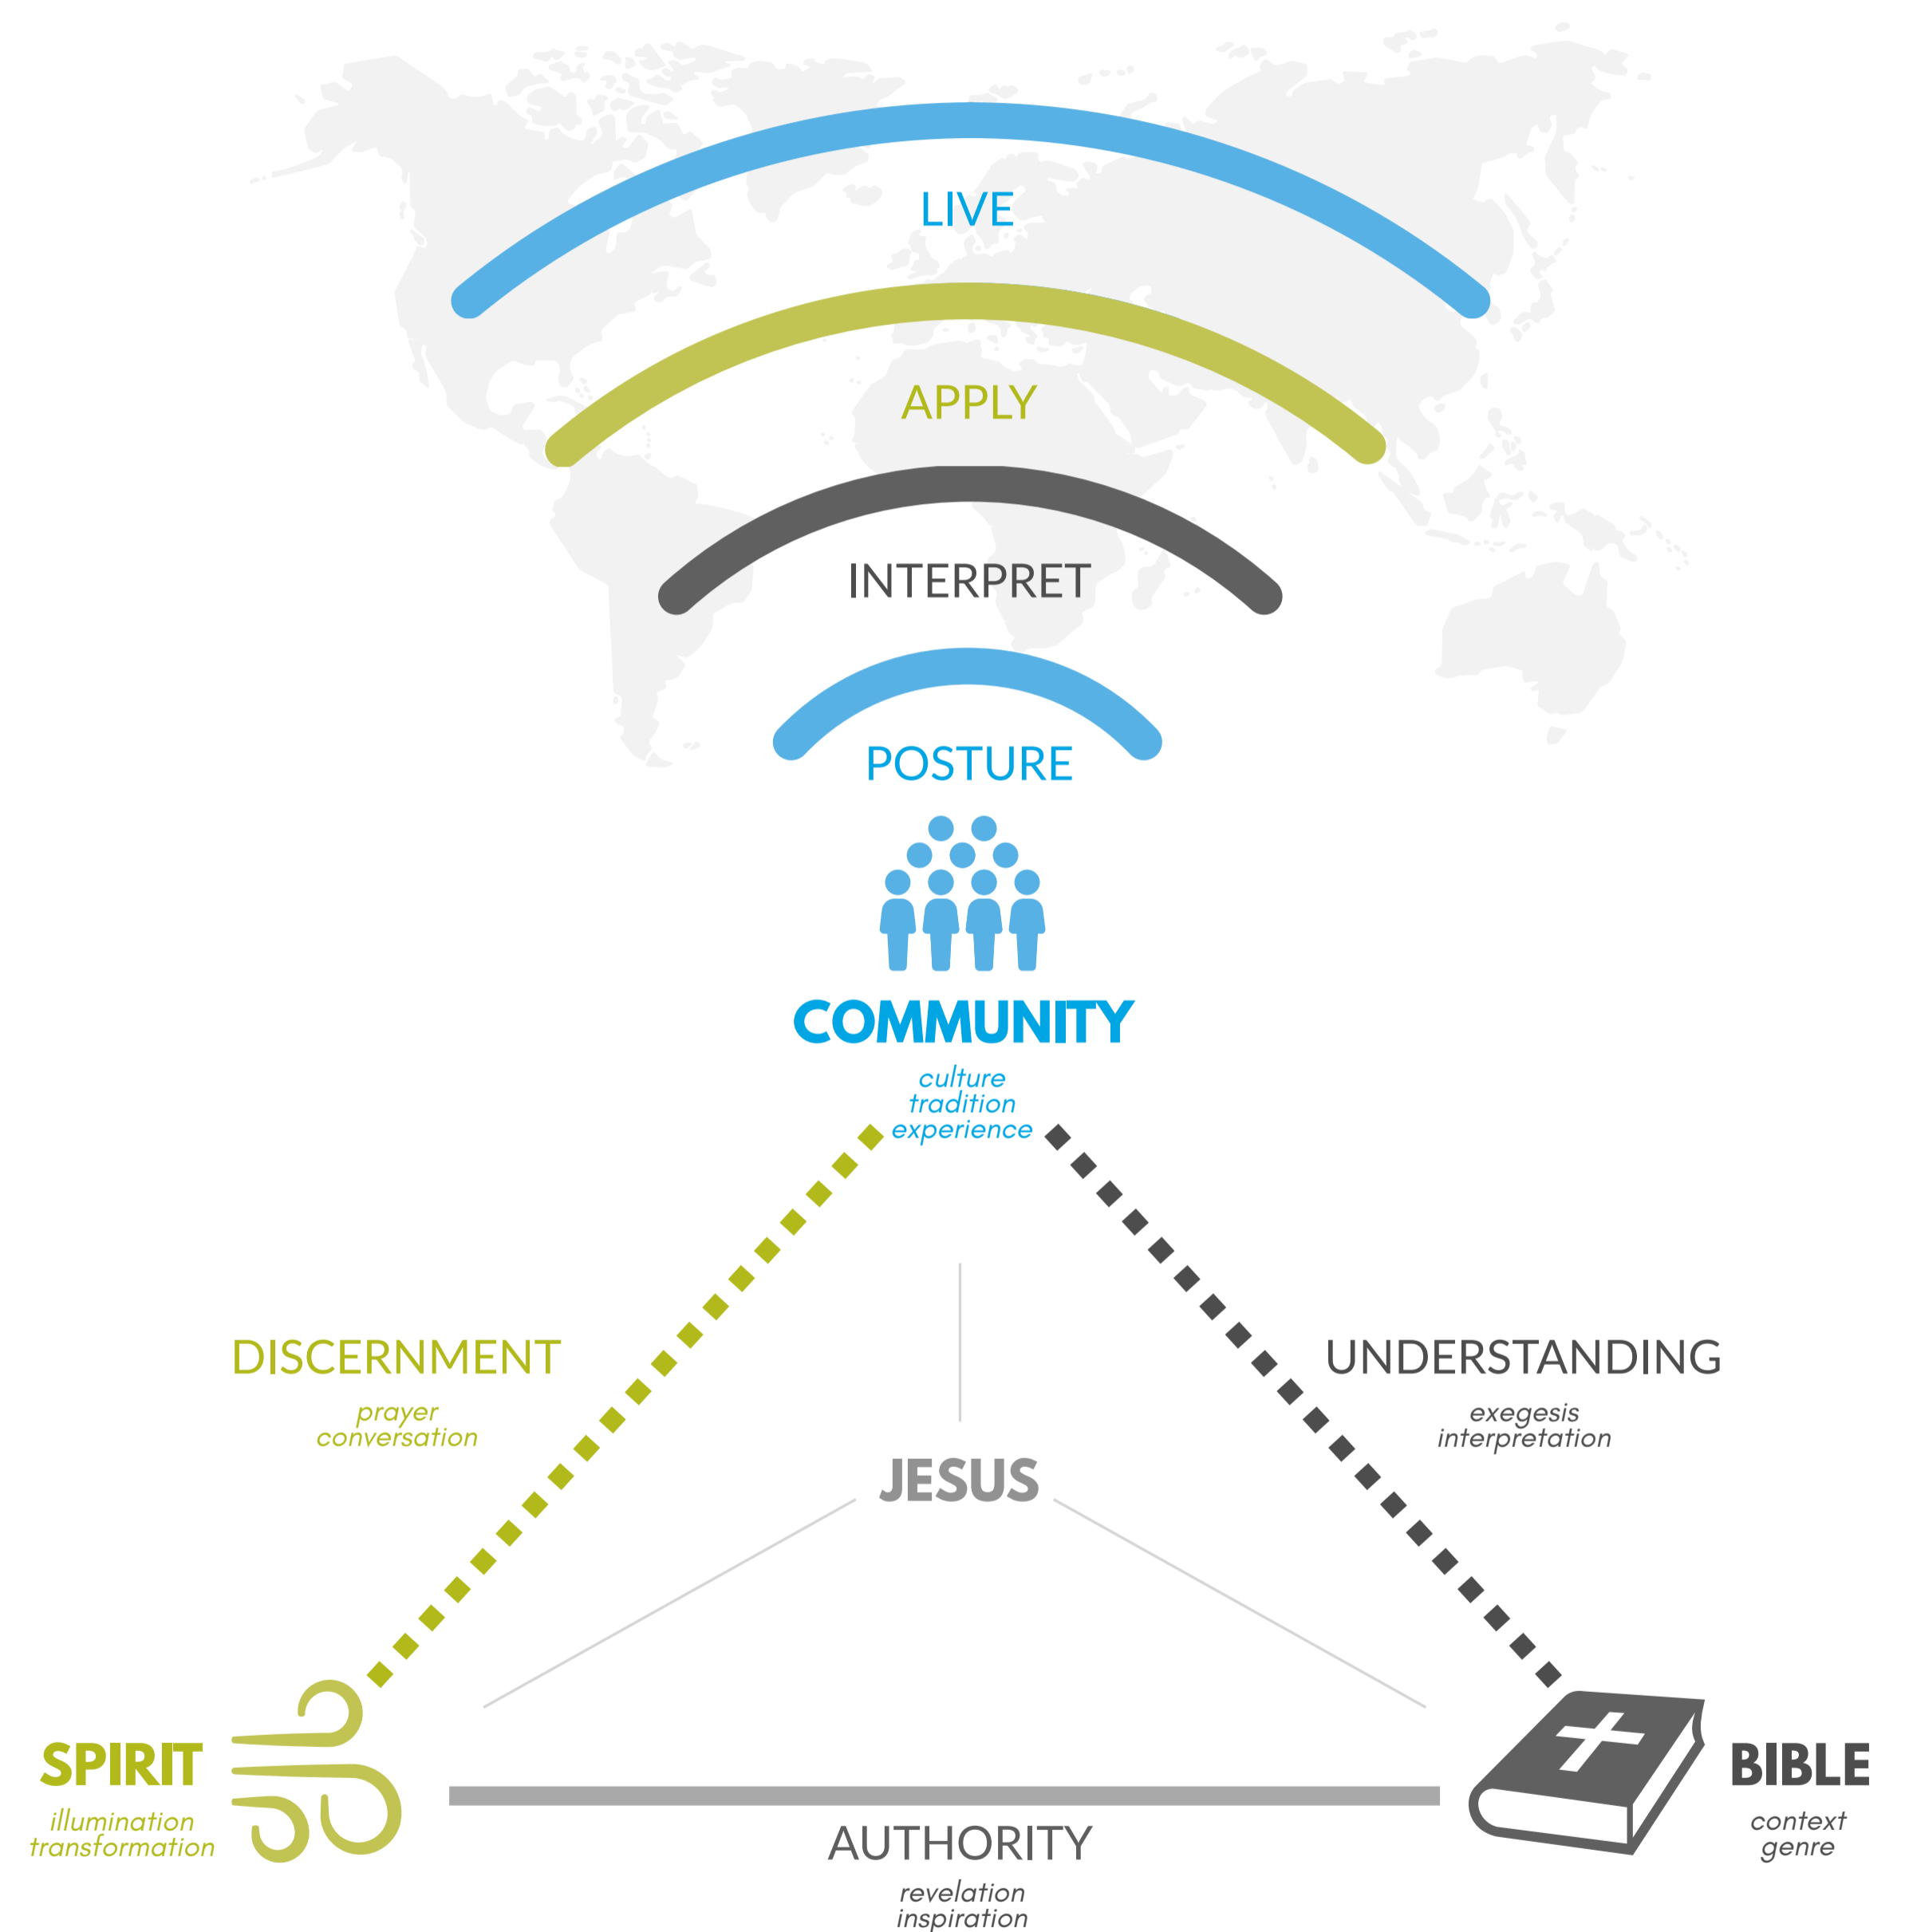 LIVE
APPLY
INTERPRET
POSTURE
COMMUNITY
culture
tradition
experience
DISCERNMENT
prayer
conversation
UNDERSTANDING
exegesis
interpretation
JESUS
SPIRIT
illumination
transformation
BIBLE
context
genre
AUTHORITY
revelation
inspiration